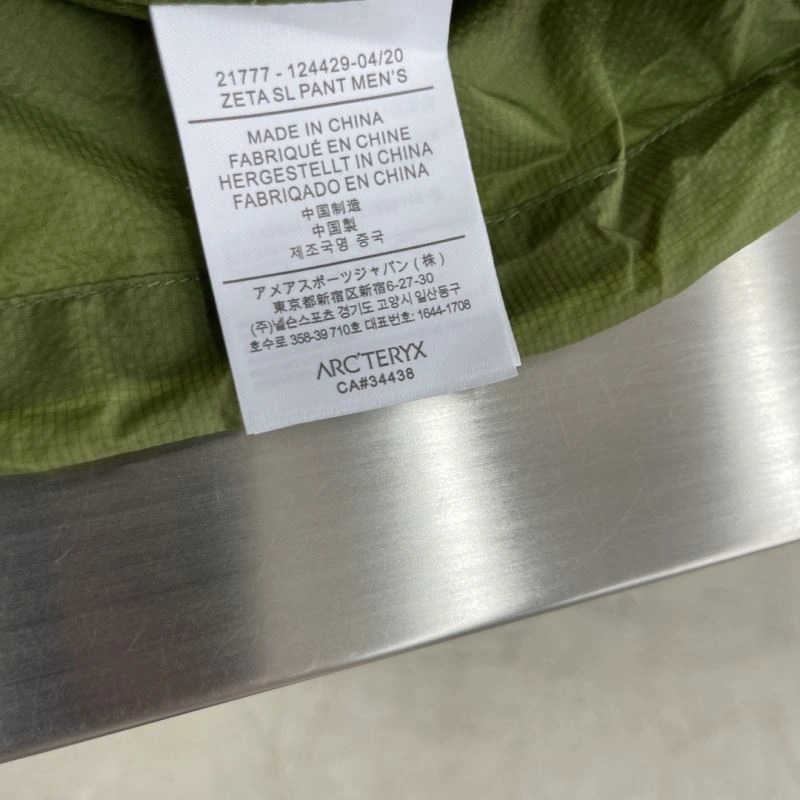 21777 - 124429-04/20
ZETA SL PANT MEN'S
MADE IN CHINA
FABRIQUÉ EN CHINE
HERGESTELLT IN CHINA
FABRIQADO EN CHINA
中国制造
中国製
제조국명 중국
アメアスポーツジャパン (株)
東京都新宿区新宿6-27-30
(주)넬슨스포츠 경기도 고양시 일산동구
호수로 358-39 710호 대표번호: 1644-1708
ARC'TERYX
CA#34438